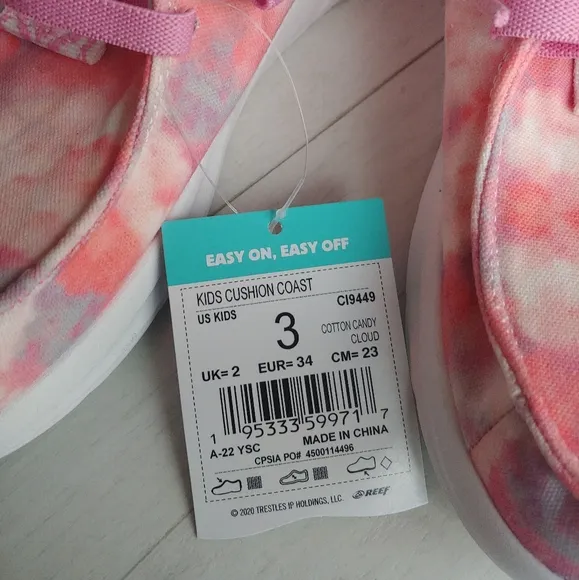 EASY ON, EASY OFF
KIDS CUSHION COAST
US KIDS 3 CI9449
COTTON CANDY
CLOUD
UK= 2 EUR= 34 CM= 23
1 95333 59971 7
A-22 YSC MADE IN CHINA
CPSIA PO# 4500114496
© 2020 TRESTLES IP HOLDINGS, LLC. REEF